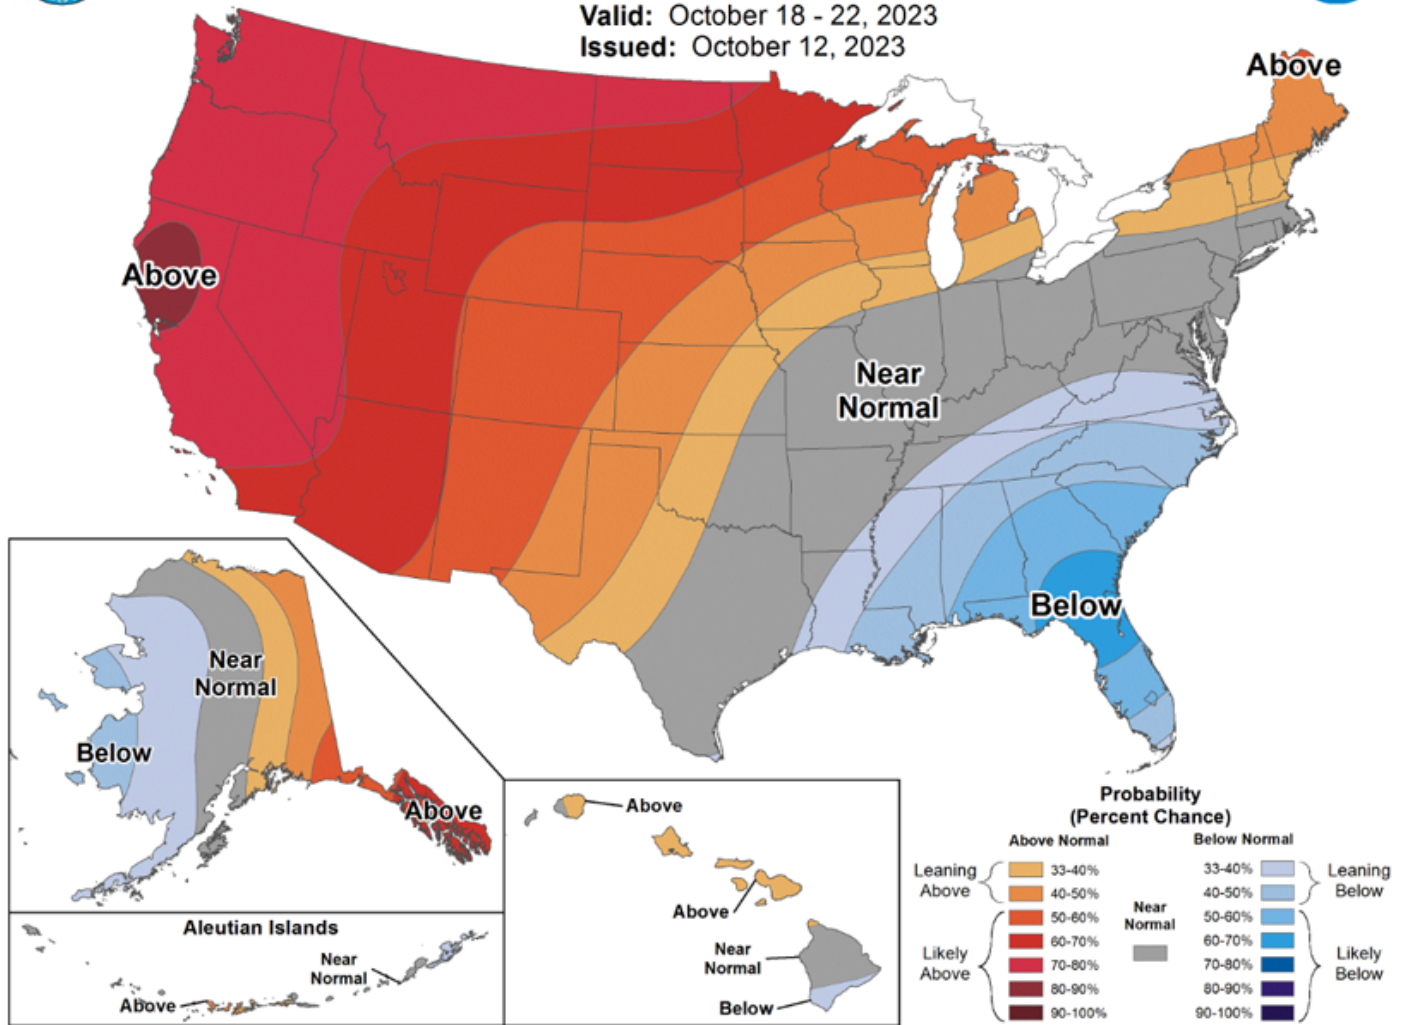 Valid: October 18 - 22, 2023
Issued: October 12, 2023
Above
Above
Near
Normal
Below
Near
Normal
Below
Above
Aleutian Islands
Near
Normal
Above
Above
Above
Near
Normal
Below
Probability
(Percent Chance)
Above Normal
Below Normal
Leaning
Above
33-40%
40-50%
Likely
Above
50-60%
60-70%
70-80%
80-90%
90-100%
Near
Normal
33-40%
40-50%
Leaning
Below
50-60%
60-70%
70-80%
80-90%
90-100%
Likely
Below